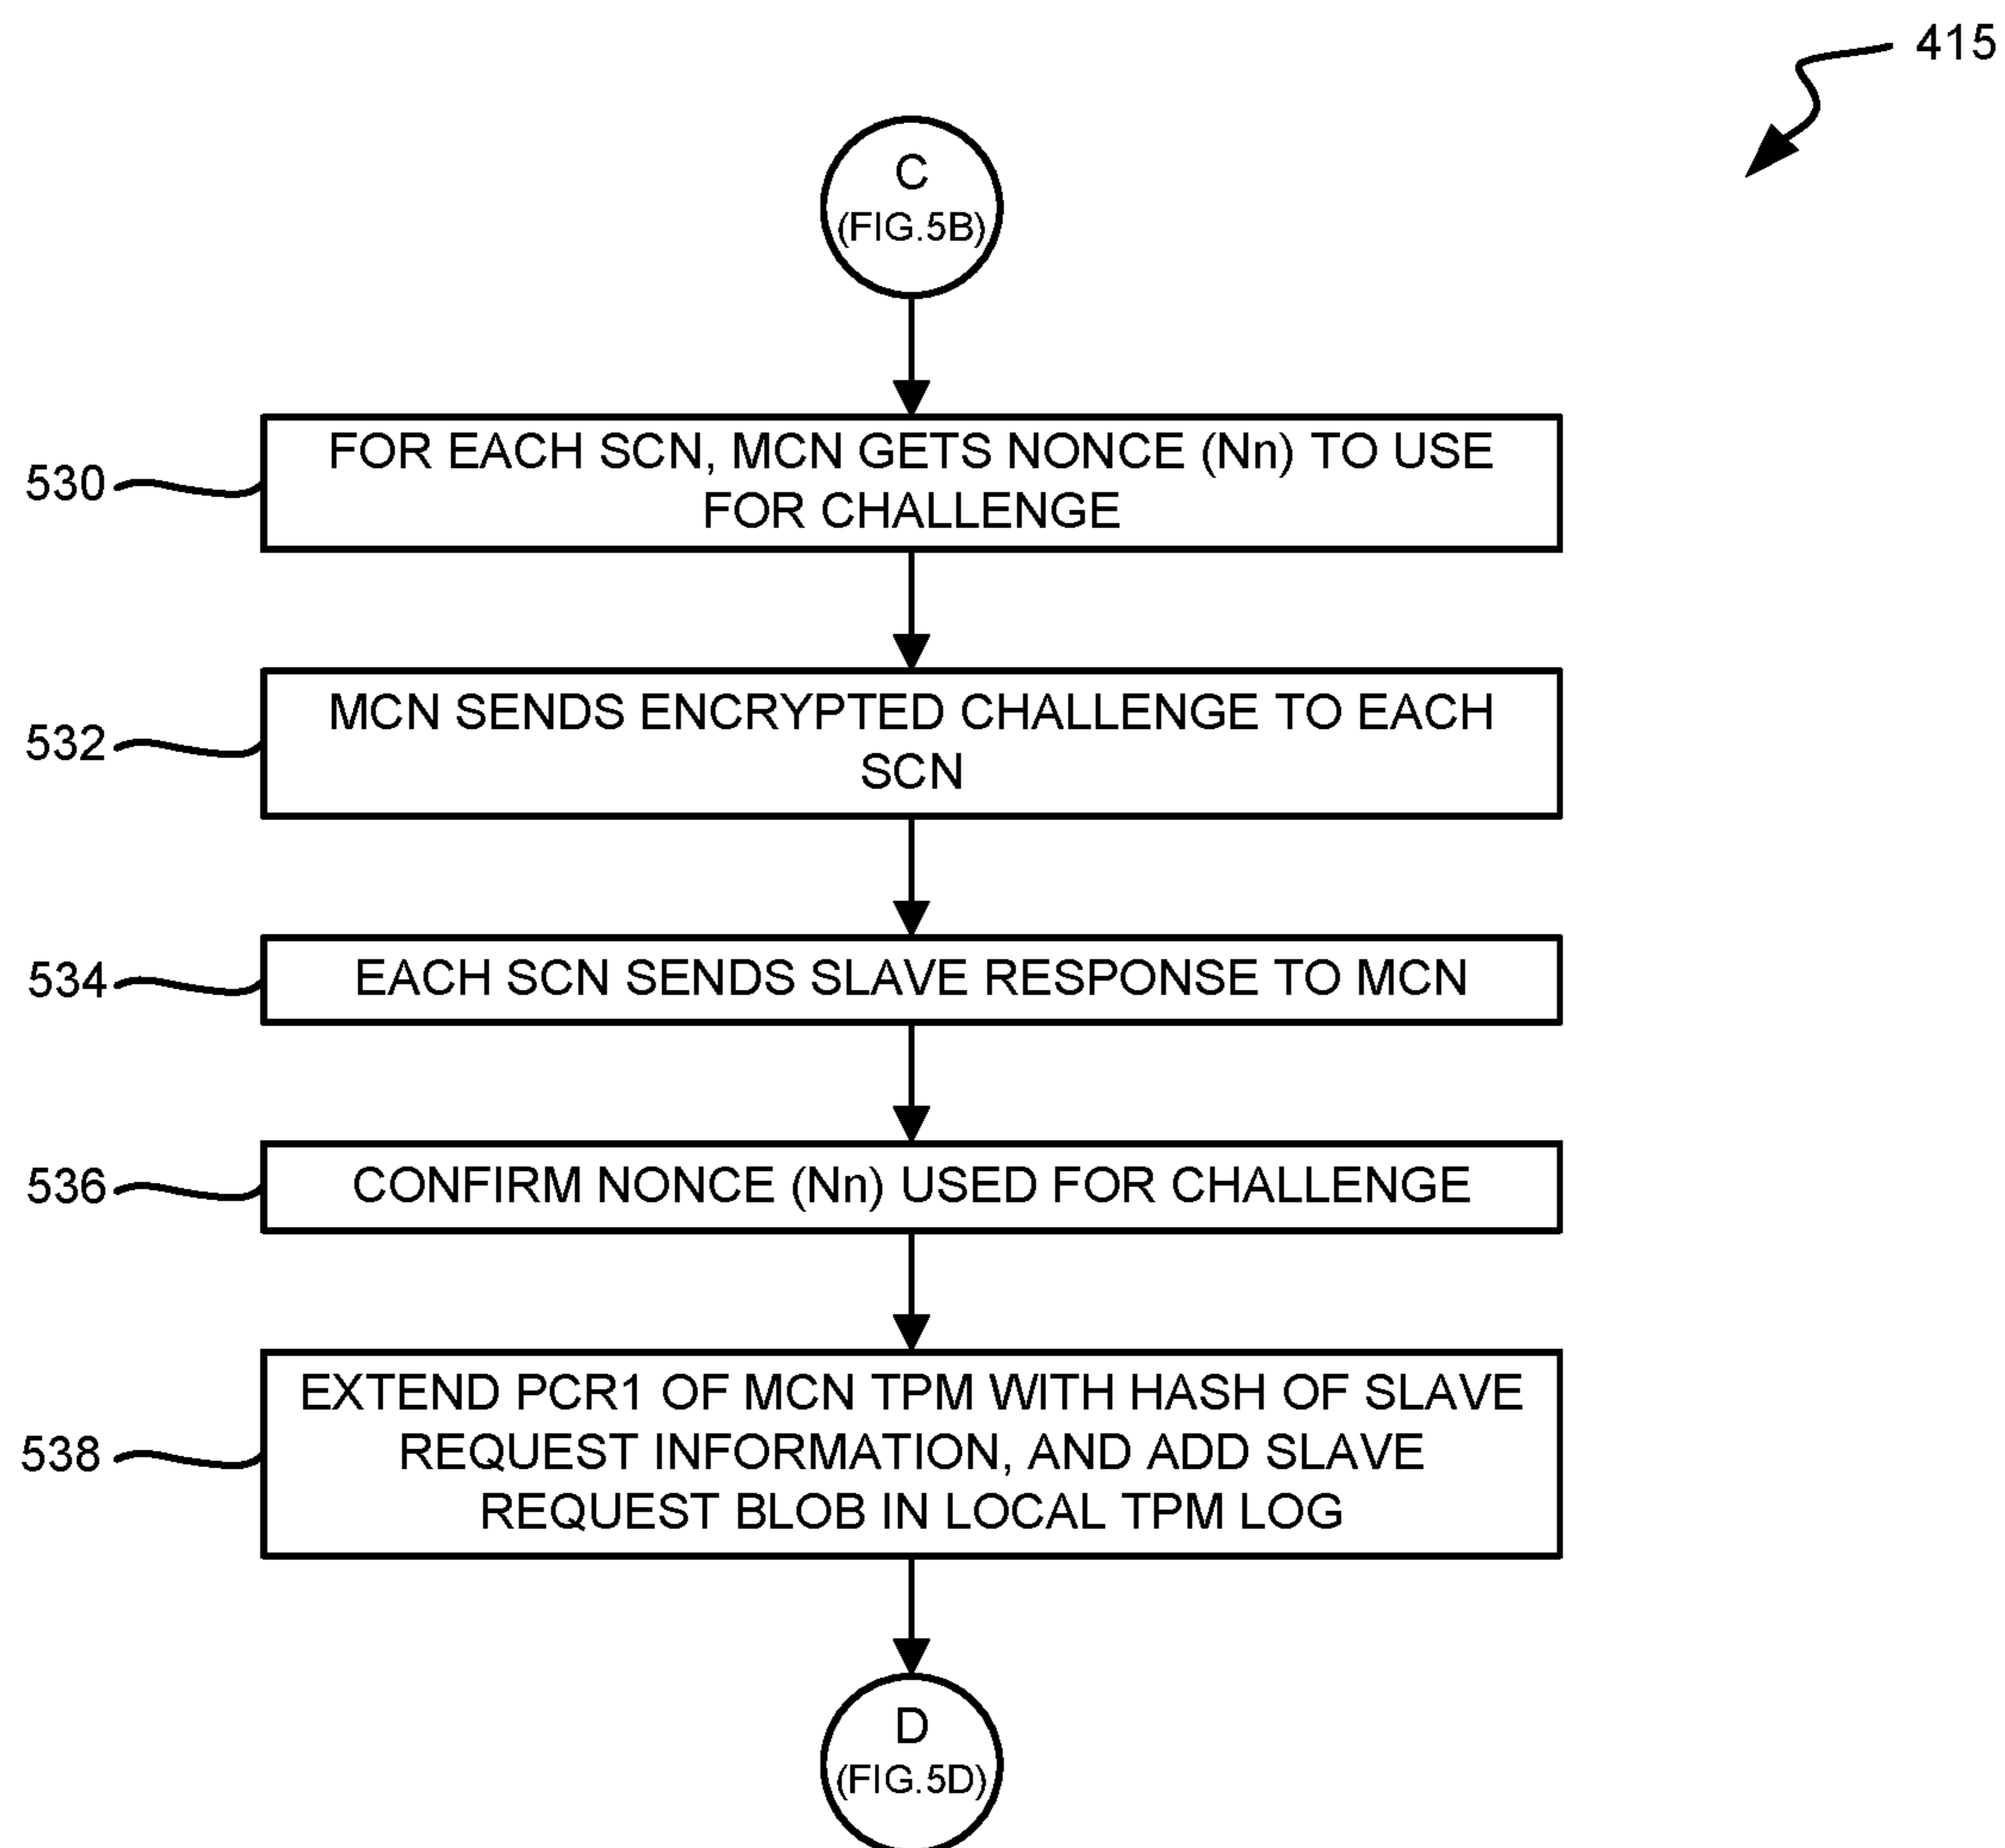 415
C
(FIG.5B)
530
FOR EACH SCN, MCN GETS NONCE (Nn) TO USE
FOR CHALLENGE
532
MCN SENDS ENCRYPTED CHALLENGE TO EACH
SCN
534
EACH SCN SENDS SLAVE RESPONSE TO MCN
536
CONFIRM NONCE (Nn) USED FOR CHALLENGE
538
EXTEND PCR1 OF MCN TPM WITH HASH OF SLAVE
REQUEST INFORMATION, AND ADD SLAVE
REQUEST BLOB IN LOCAL TPM LOG
D
(FIG.5D)